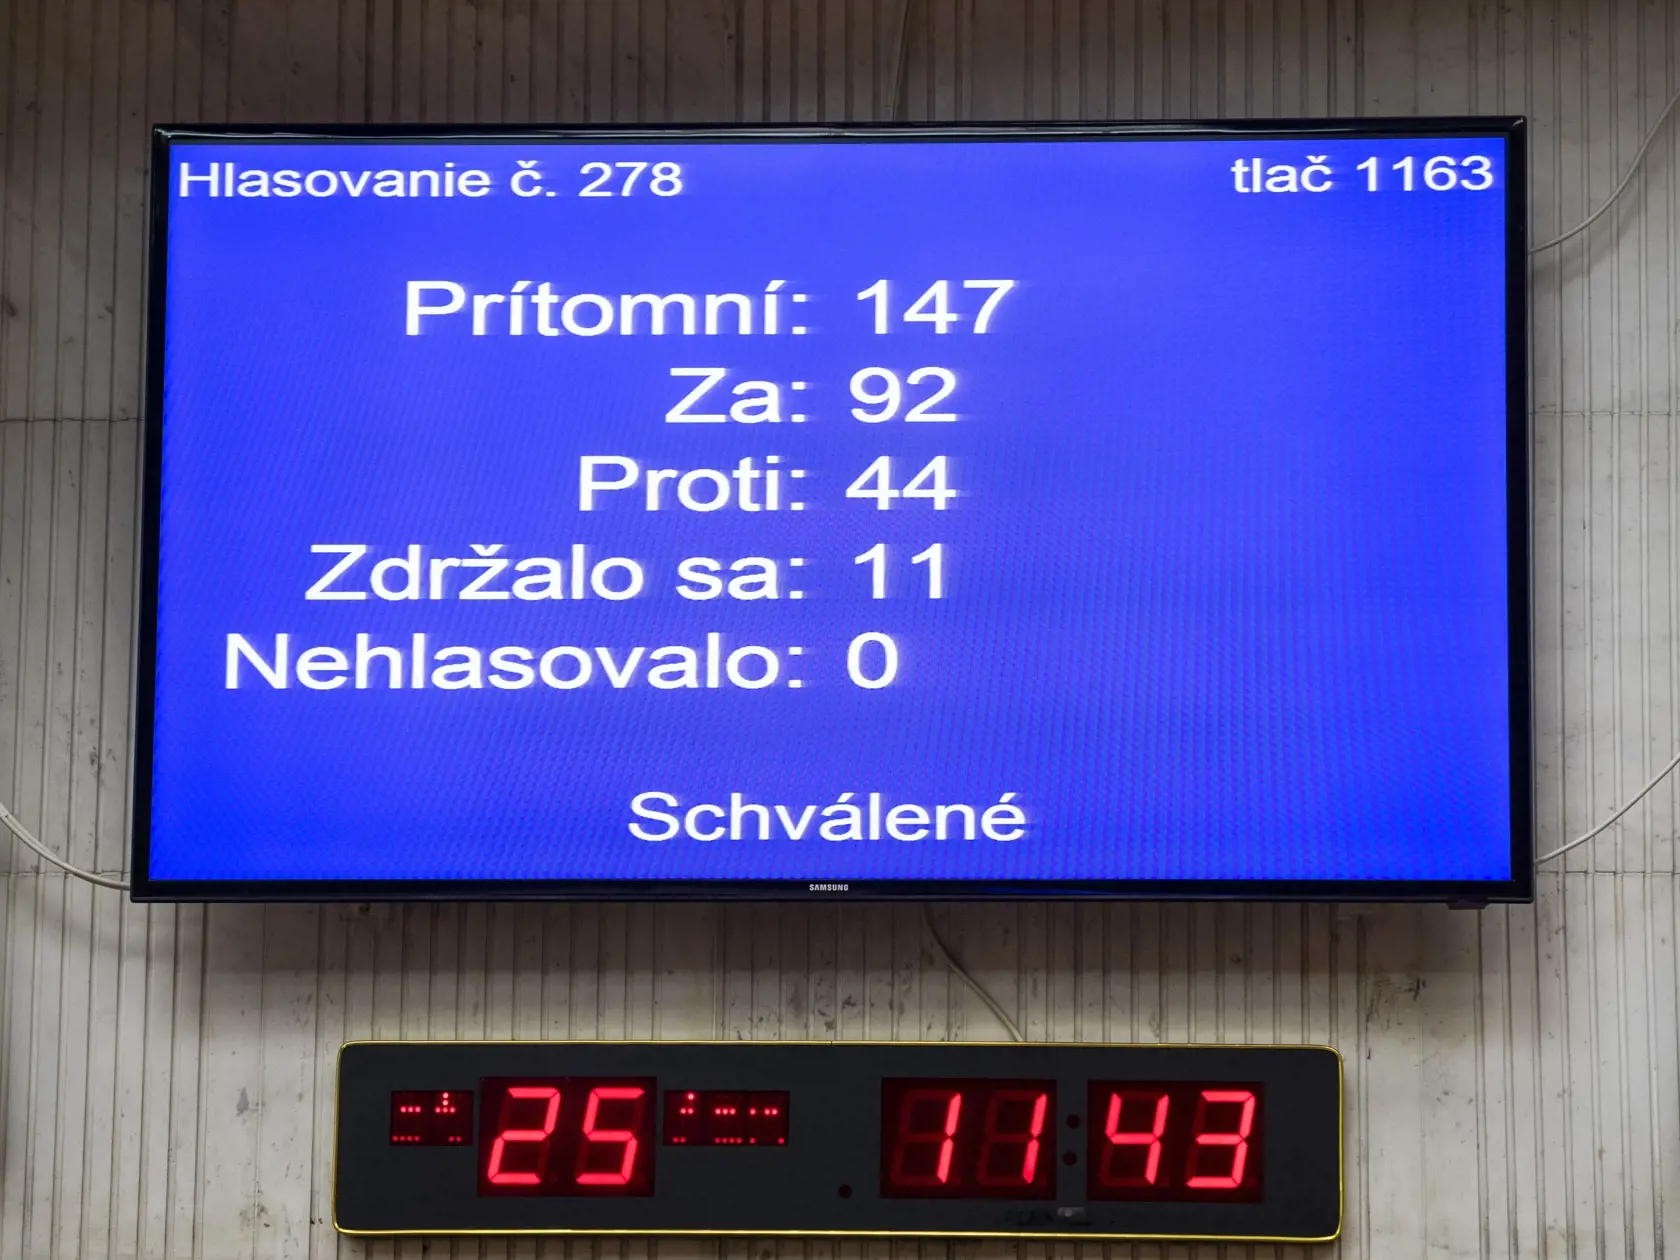 Hlasovanie č. 278 tlač 1163
Prítomní: 147
Za: 92
Proti: 44
Zdržalo sa: 11
Nehlasovalo: 0
Schválené
SAMSUNG
25 11:43